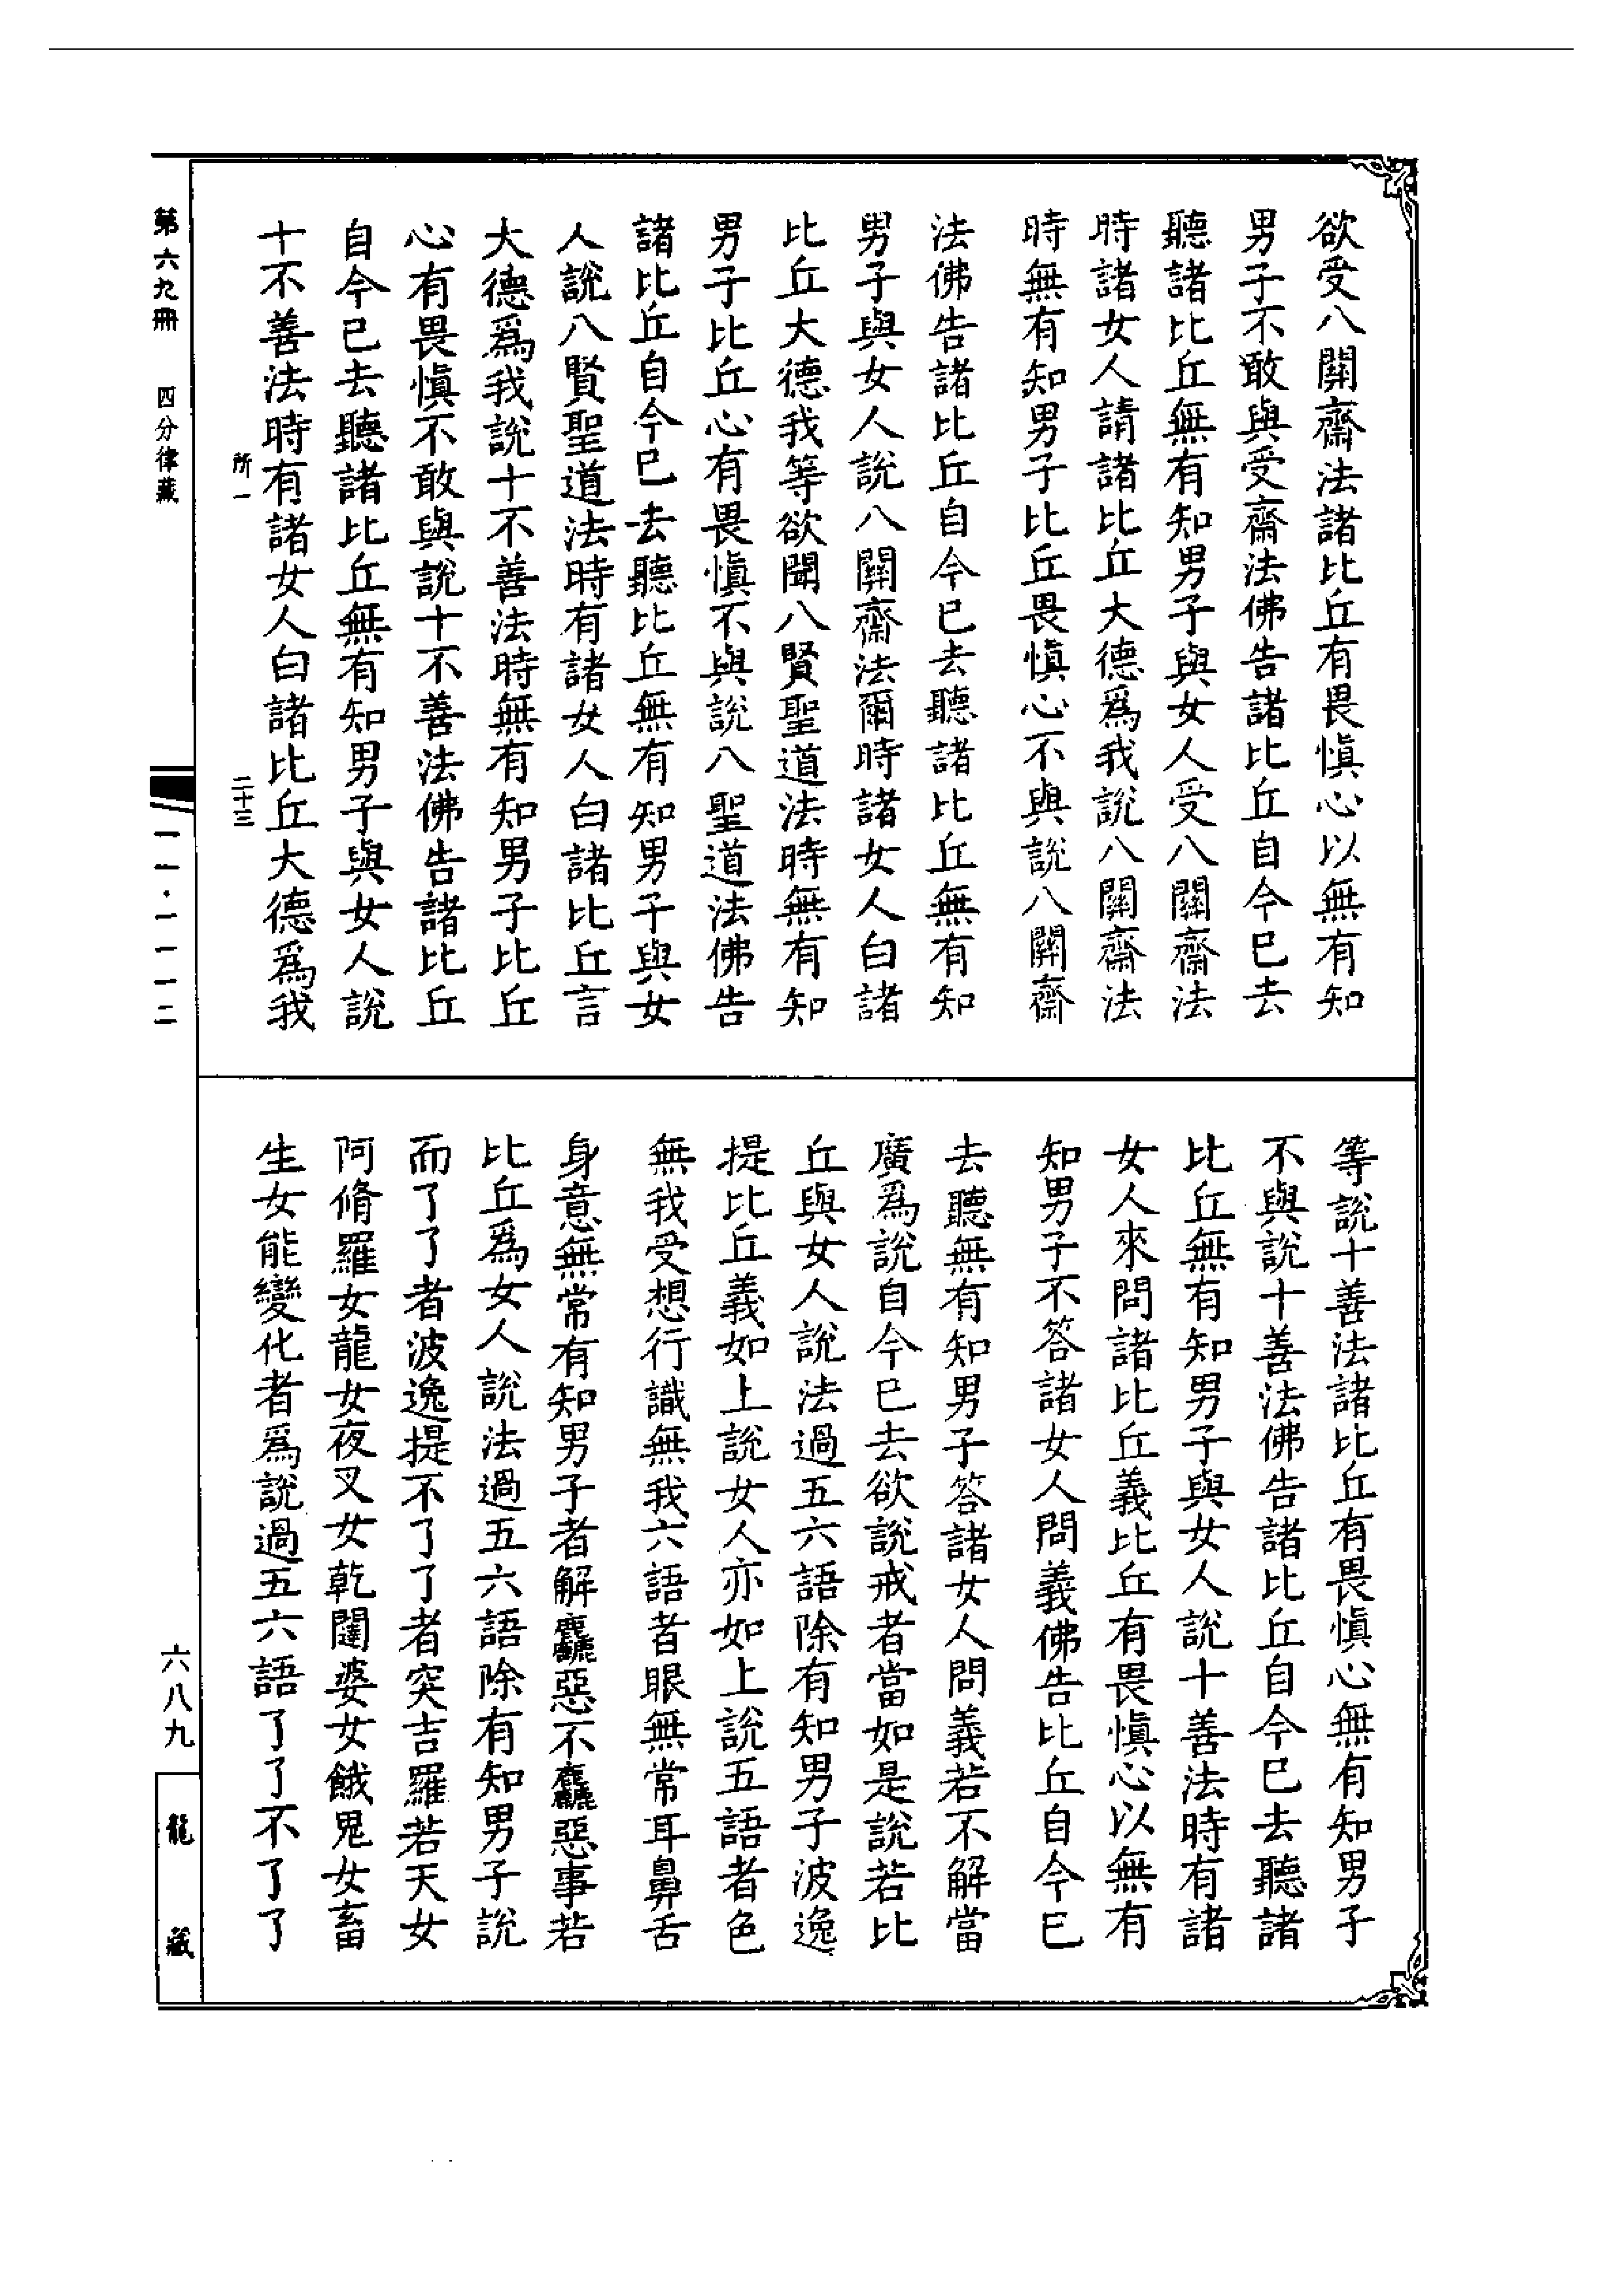 欲受八關齋法諸比丘有畏慎心以無有知
男子不敢與受齋法佛告諸比丘自今已去
聽諸比丘無有知男子與女人受八關齋法
時諸女人請諸比丘大德爲我說八關齋法
時無有知男子比丘畏慎心不與說八關齋
法佛告諸比丘自今已去聽諸比丘無有知
男子與女人說八關齋法爾時諸女人白諸
比丘大德我等欲聞八賢聖道法時無有知
男子比丘心有畏慎不與說八聖道法佛告
諸比丘自今已去聽比丘無有知男子與女
人說八賢聖道法時有諸女人白諸比丘言
大德爲我說十不善法時無有知男子比丘
心有畏慎不敢與說十不善法佛告諸比丘
自今已去聽諸比丘無有知男子與女人說
十不善法時有諸女人白諸比丘大德爲我
所一 二十三
等說十善法諸比丘有畏慎心無有知男子
不與說十善法佛告諸比丘自今已去聽諸
比丘無有知男子與女人說十善法時有諸
女人來問諸比丘義比丘有畏慎心以無有
知男子不答諸女人問義佛告比丘自今已
去聽無有知男子答諸女人問義若不解當
廣爲說自今已去欲說戒者當如是說若比
丘與女人說法過五六語除有知男子波逸
提比丘義如上說女人亦如上說五語者色
無我受想行識無我六語者眼無常耳鼻舌
身意無常有知男子者解麤惡不麤惡事若
比丘爲女人說法過五六語除有知男子說
而了了者波逸提不了了者突吉羅若天女
阿脩羅女龍女夜叉女乾闥婆女餓鬼女畜
生女能變化者爲說過五六語了了不了了
第六九冊 四分律藏 一一·一一一二
六八九 龍藏